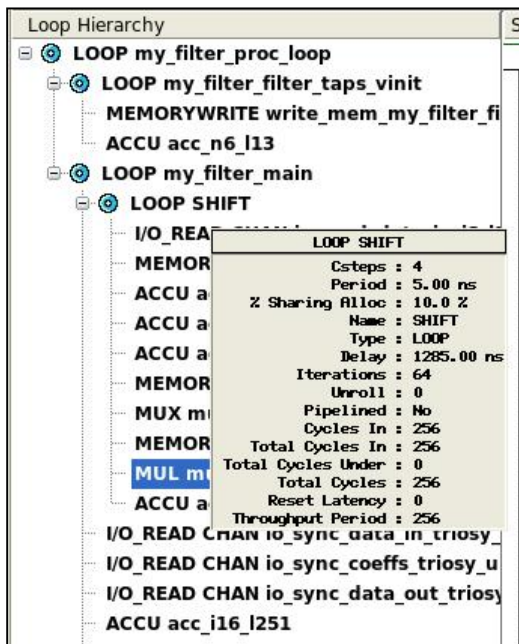 Loop Hierarchy
S
LOOP my_filter_proc_loop
LOOP my_filter_filter_taps_vinit
MEMORYWRITE write_mem_my_filter_fi
ACCU acc_n6_l13
LOOP my_filter_main
LOOP SHIFT
I/O_REA
LOOP SHIFT
MEMOR
Csteps : 4
Period : 5.00 ns
ACCU a
% Sharing Alloc : 10.0 %
Name : SHIFT
ACCU a
Type : LOOP
ACCU a
Delay : 1285.00 ns
Iterations : 64
MEMOR
Unroll : 0
MUX m
Pipelined : No
Cycles In : 256
MEMOR
Total Cycles In : 256
Total Cycles Under : 0
MUL m
Total Cycles : 256
ACCU a
Reset Latency : 0
Throughput Period : 256
I/O_READ CHAN io_sync_data_in_triosy_
I/O_READ CHAN io_sync_coeffs_triosy_u
I/O_READ CHAN io_sync_data_out_triosy
ACCU acc_i16_l251